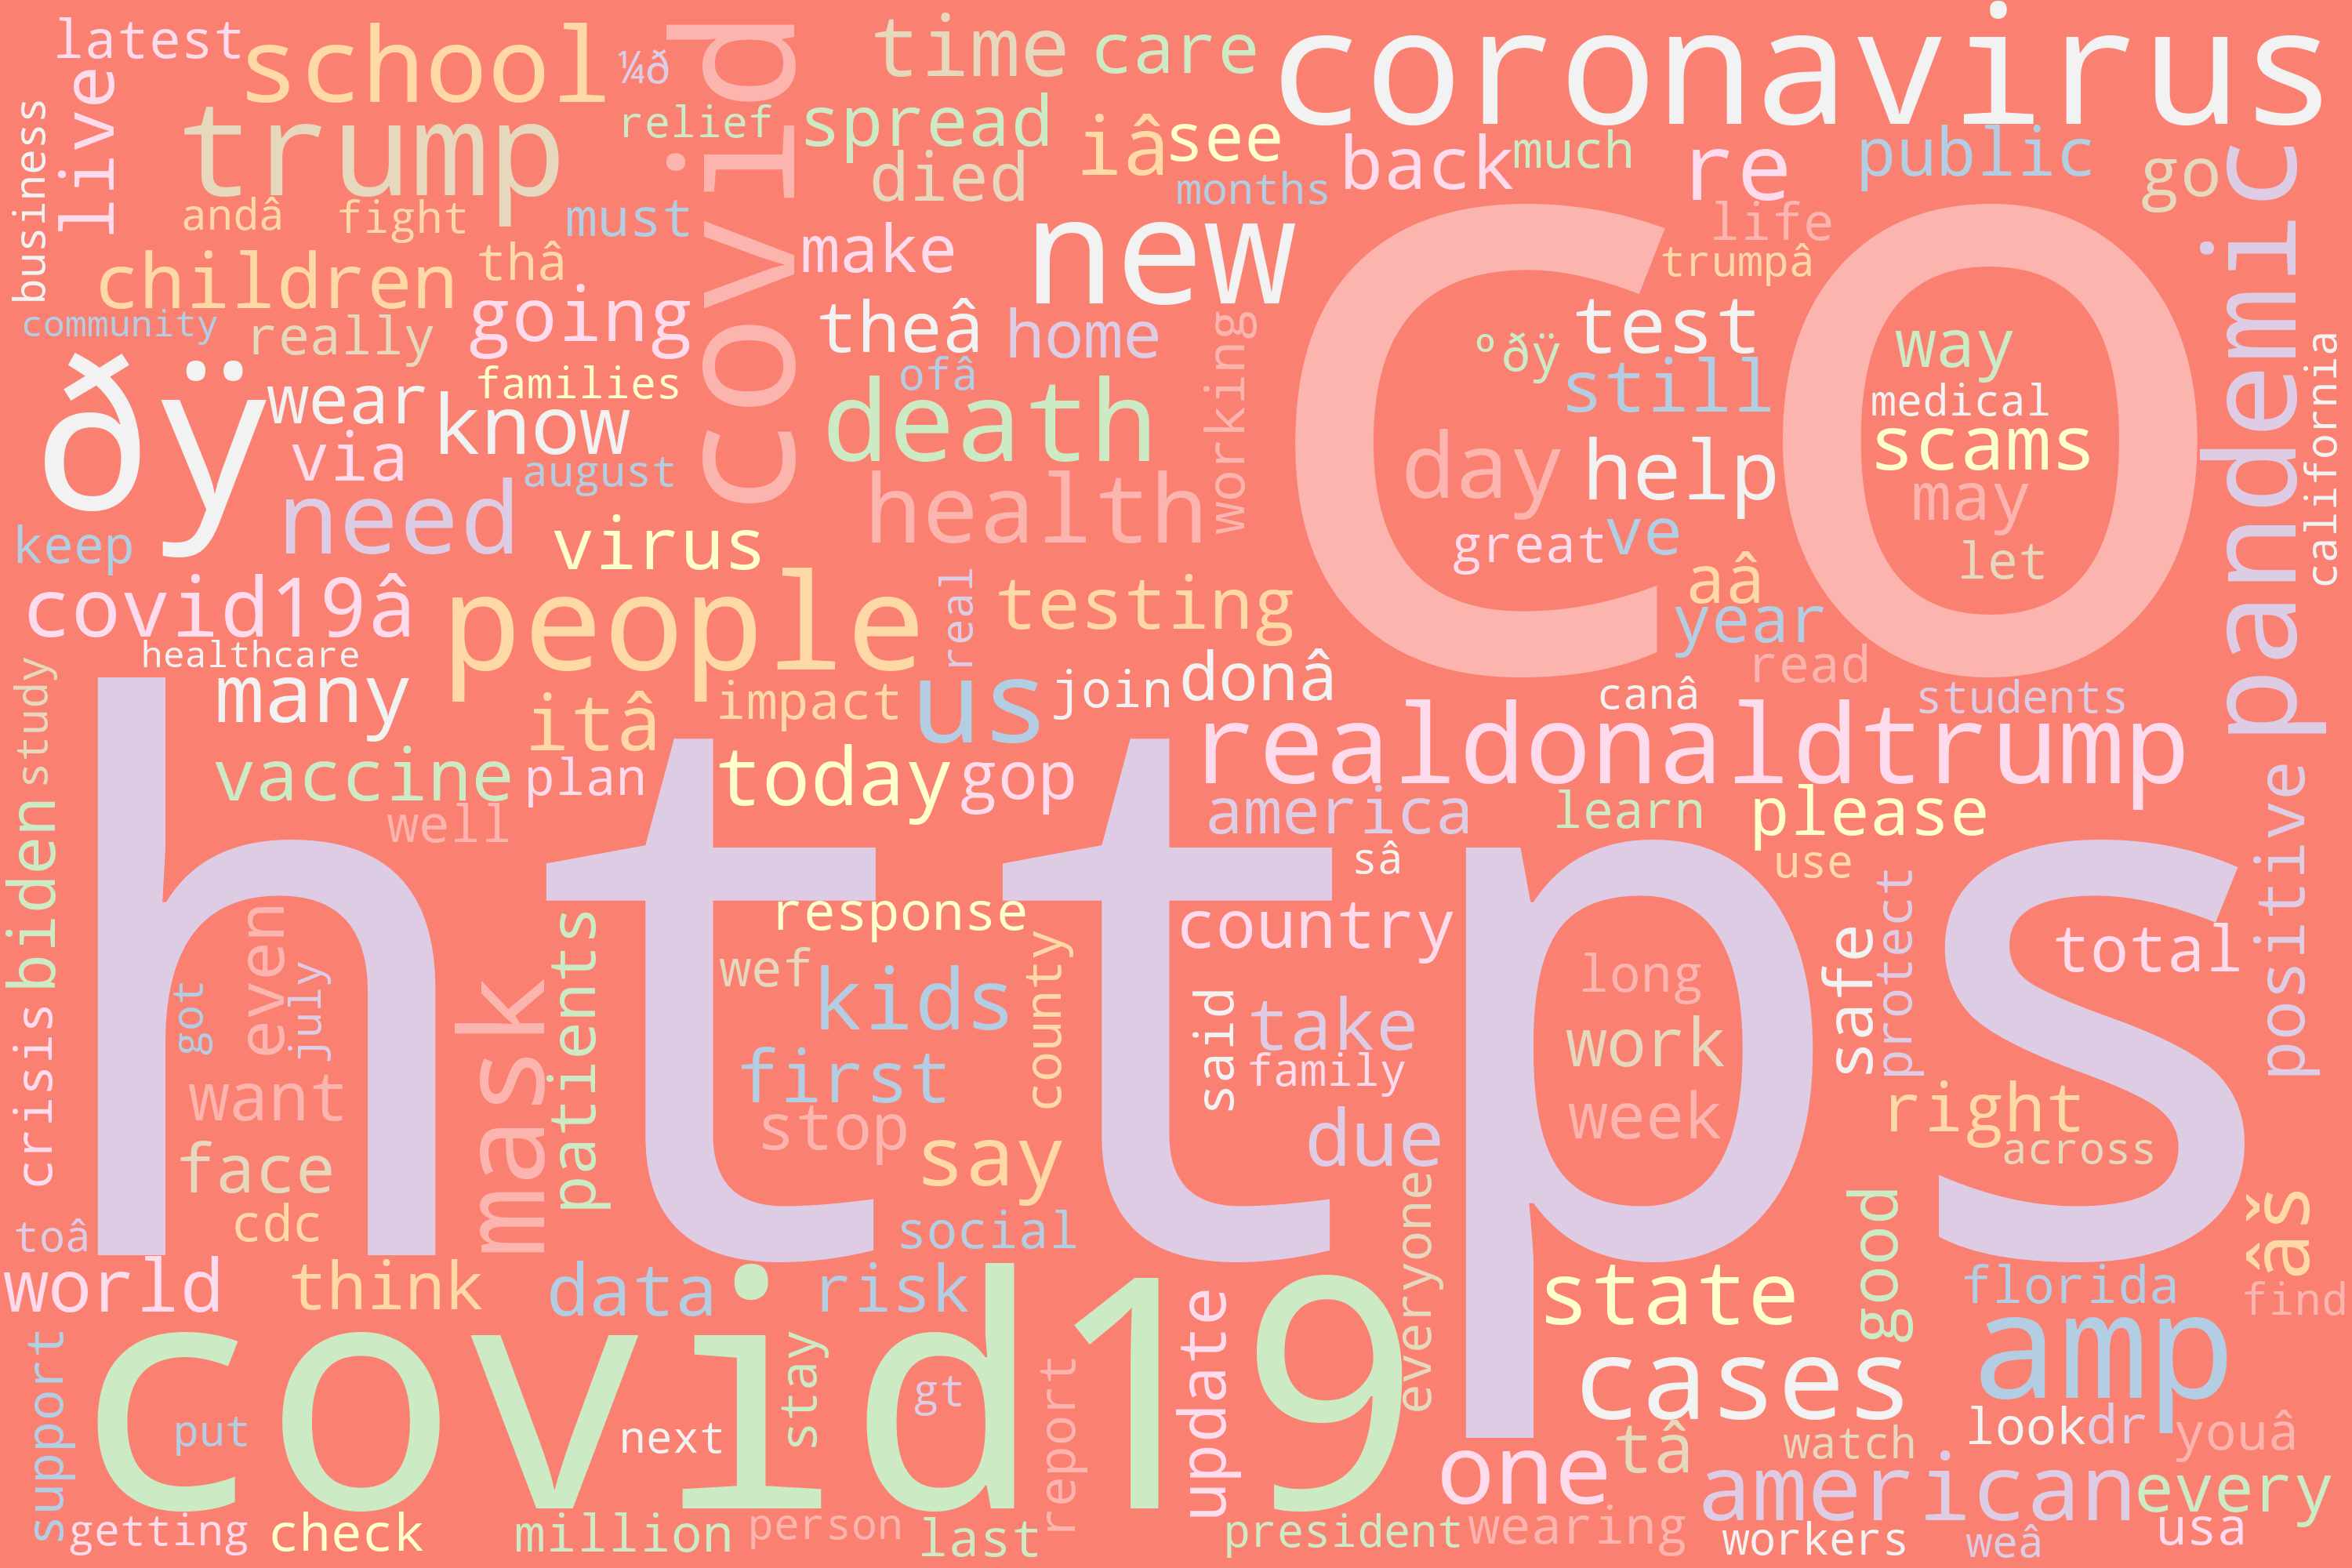 latest
school
¼ð
covid
time
care
coronavirus
live
trump
relief
spread
iâ
see
back
much
re
public
go
business
died
months
andâ
fight
must
make
new
life
trumpâ
children
thâ
going
theâ
home
working
co
pandemic
community
really
test
way
ºðÿ
california
ðÿ
wear
families
ofâ
still
medical
know
death
scams
via
august
health
day
help
may
need
keep
virus
great
ve
let
covid19â
people
real
testing
aâ
year
healthcare
many
itâ
impact
us
join
donâ
read
canâ
students
study
https
realdonaldtrump
vaccine
plan
today
gop
america
learn
please
positive
well
sâ
use
biden
response
country
protect
total
safe
wef
kids
county
long
even
patients
said
take
work
got
july
mask
first
family
crisis
want
stop
week
right
face
say
due
across
cdc
social
everyone
good
âš
toâ
world
think
data
risk
state
florida
find
covid19
update
cases
amp
support
stay
gt
report
put
next
one
tâ
watch
look
dr
youâ
american
every
getting
check
million
person
last
president
wearing
workers
weâ
usa